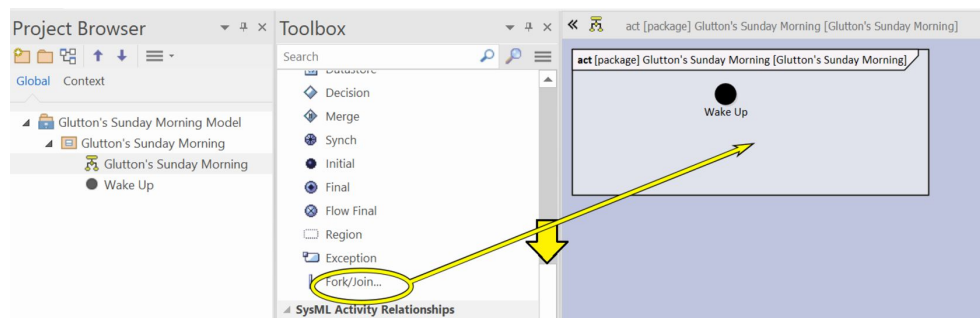 Project Browser
Global Context
Glutton's Sunday Morning Model
Glutton's Sunday Morning
Glutton's Sunday Morning
Wake Up
Toolbox
Search
Datastore
Decision
Merge
Synch
Initial
Final
Flow Final
Region
Exception
Fork/Join...
SysML Activity Relationships
act [package] Glutton's Sunday Morning [Glutton's Sunday Morning]
act [package] Glutton's Sunday Morning [Glutton's Sunday Morning]
Wake Up